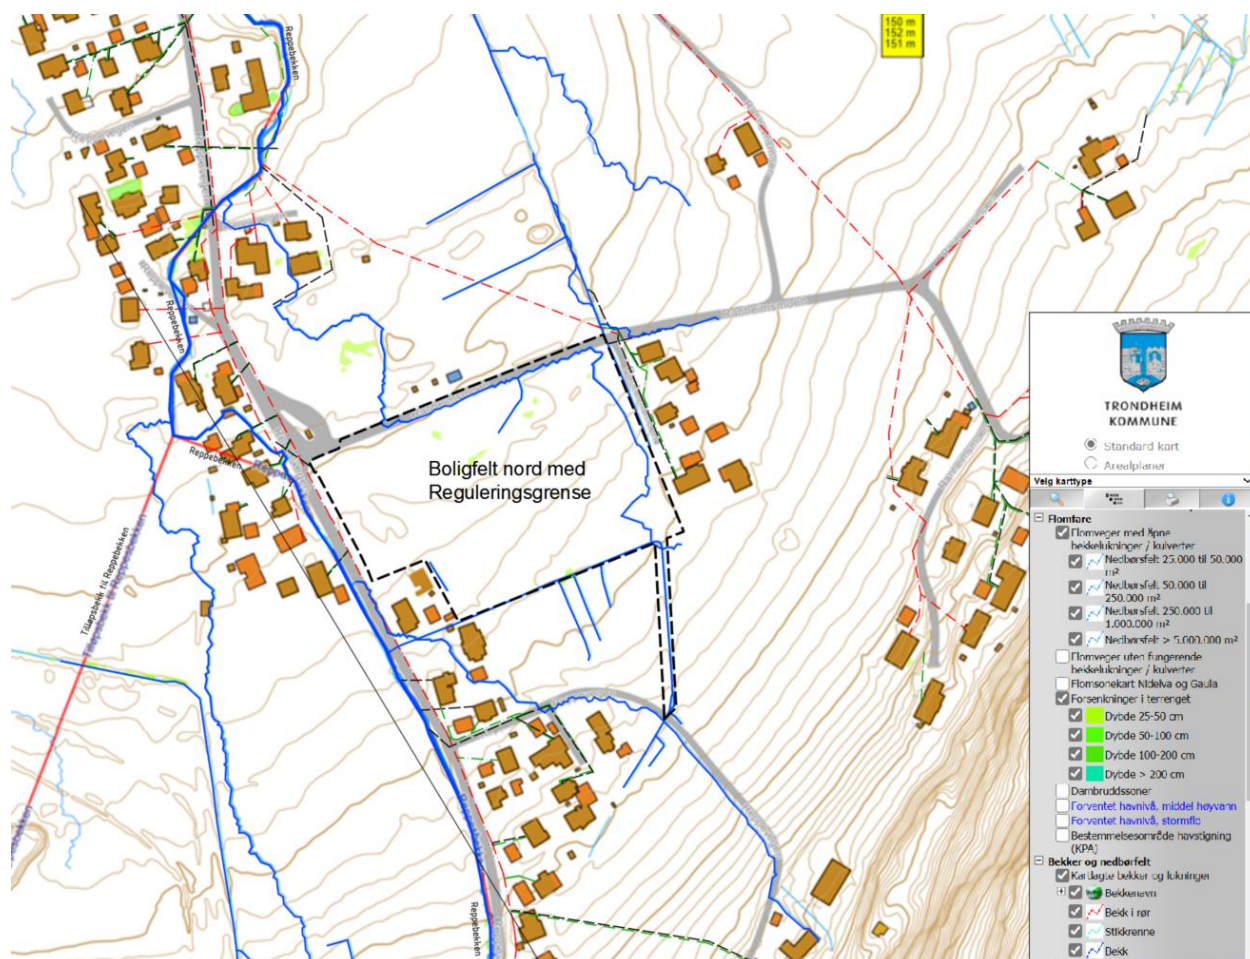 150 m
152 m
151 m
Reppebekken
Reppebekken
Reppebekken
Boligfelt nord med
Reguleringsgrense
Tilløpsbekk til Reppebekken
Tilløpsbekk til Reppesbekken
Reppebekken
TRONDHEIM
KOMMUNE
Standard kart
Arealplaner
Velg karttype
Flomfare
Flomveger med åpne
bekkelukninger / kulverter
Nedbørsfelt 25.000 til 50.000
m²
Nedbørsfelt 50.000 til
250.000 m²
Nedbørsfelt 250.000 til
1.000.000 m²
Nedbørsfelt > 5.000.000 m²
Flomveger uten fungerende
bekkelukninger / kulverter
Flomsonekart Nidelva og Gaula
Forsenkninger i terrenget
Dybde 25-50 cm
Dybde 50-100 cm
Dybde 100-200 cm
Dybde > 200 cm
Dambruddssoner
Forventet havnivå, middel høyvann
Forventet havnivå, stormflo
Bestemmelsesområde havstigning
(KPA)
Bekker og nedbørfelt
Kartlagte bekker og lukninger
Bekkenavn
Bekk i rør
Stikkrenne
Bekk